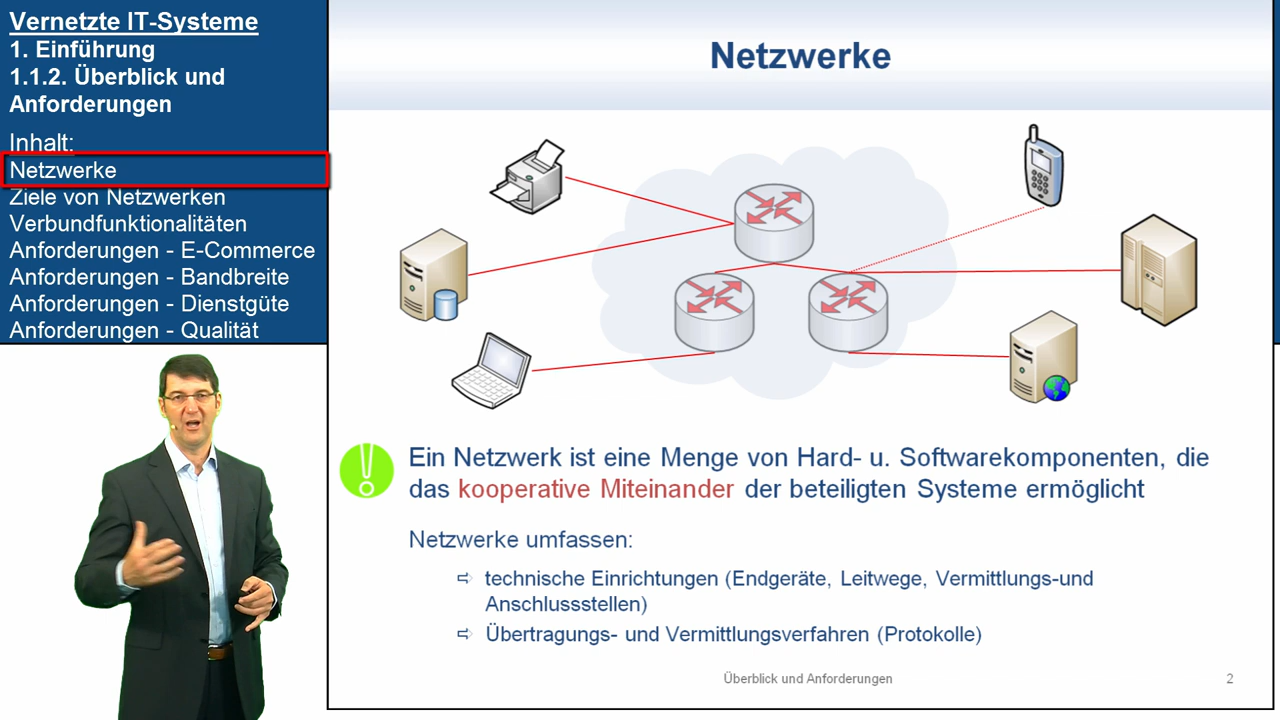 Vernetzte IT-Systeme
1. Einführung
1.1.2. Überblick und
Anforderungen
Inhalt:
Netzwerke
Ziele von Netzwerken
Verbundfunktionalitäten
Anforderungen - E-Commerce
Anforderungen - Bandbreite
Anforderungen - Dienstgüte
Anforderungen - Qualität
Netzwerke
Ein Netzwerk ist eine Menge von Hard- u. Softwarekomponenten, die
das kooperative Miteinander der beteiligten Systeme ermöglicht
Netzwerke umfassen:
⇨ technische Einrichtungen (Endgeräte, Leitwege, Vermittlungs-und
Anschlussstellen)
⇨ Übertragungs- und Vermittlungsverfahren (Protokolle)
Überblick und Anforderungen
2